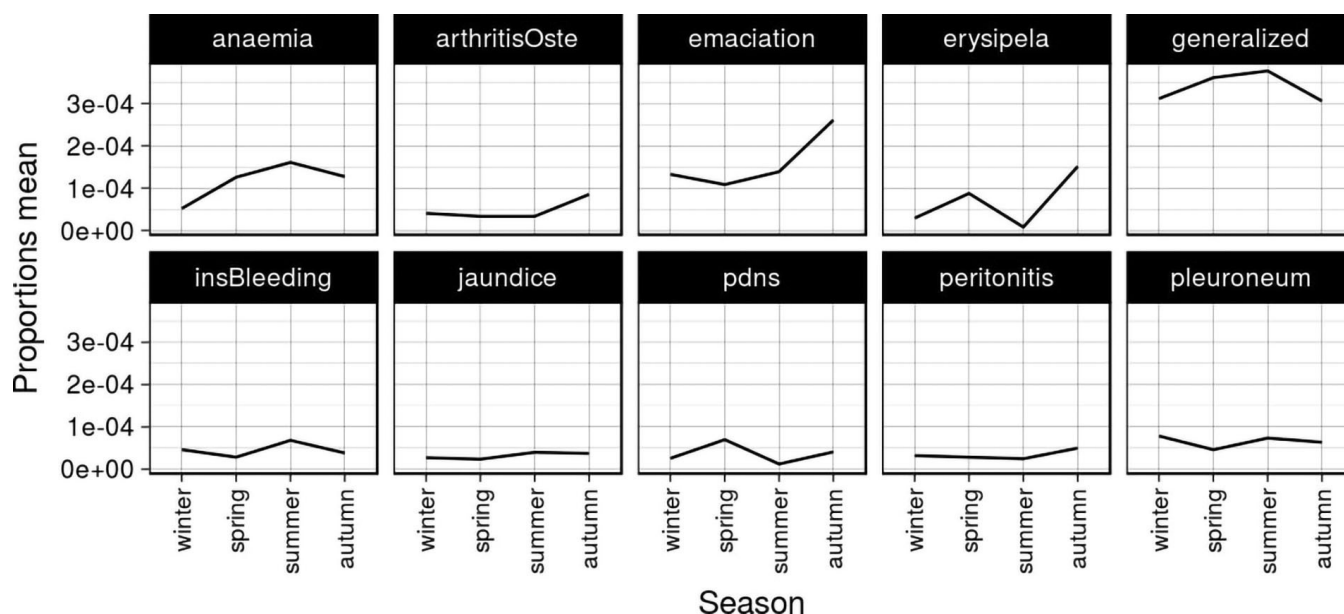 anaemia arthritisOste emaciation erysipela generalized
3e-04
2e-04
1e-04
0e+00
insBleeding jaundice pdns peritonitis pleuroneum
3e-04
2e-04
1e-04
0e+00
Proportions mean
winter spring summer autumn winter spring summer autumn winter spring summer autumn winter spring summer autumn winter spring summer autumn
Season